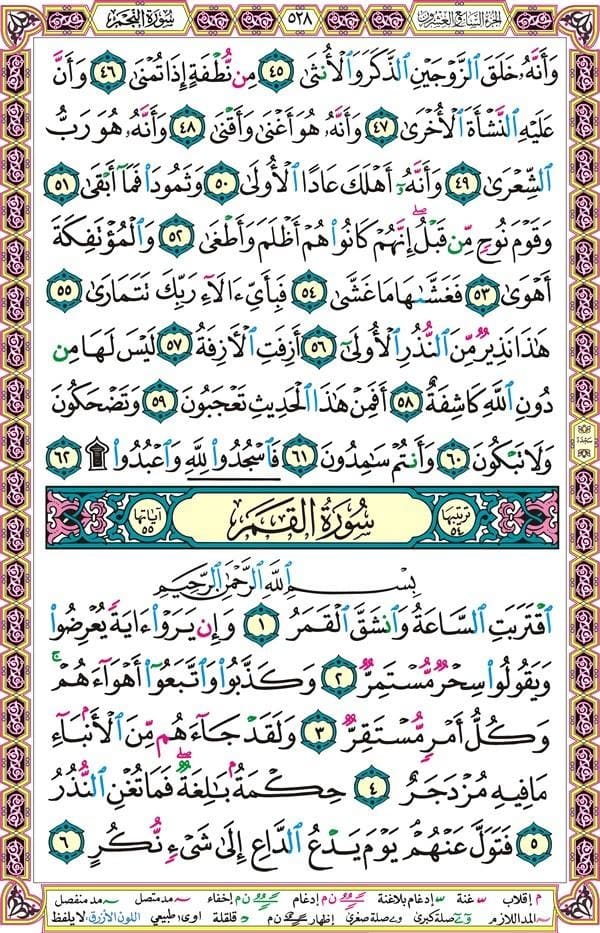 الجزء السابع والعشرون ٥٢٨ سورة النجم
وَأَنَّهُۥ خَلَقَ ٱلزَّوْجَيْنِ ٱلذَّكَرَ وَٱلْأُنثَىٰ ٤٥ مِن نُّطْفَةٍ إِذَا تُمْنَىٰ ٤٦ وَأَنَّ
عَلَيْهِ ٱلنَّشْأَةَ ٱلْأُخْرَىٰ ٤٧ وَأَنَّهُۥ هُوَ أَغْنَىٰ وَأَقْنَىٰ ٤٨ وَأَنَّهُۥ هُوَ رَبُّ
ٱلشِّعْرَىٰ ٤٩ وَأَنَّهُۥٓ أَهْلَكَ عَادًا ٱلْأُولَىٰ ٥٠ وَثَمُودَا۟ فَمَآ أَبْقَىٰ ٥١
وَقَوْمَ نُوحٍ مِّن قَبْلُ ۖ إِنَّهُمْ كَانُوا۟ هُمْ أَظْلَمَ وَأَطْغَىٰ ٥٢ وَٱلْمُؤْتَفِكَةَ
أَهْوَىٰ ٥٣ فَغَشَّىٰهَا مَا غَشَّىٰ ٥٤ فَبِأَىِّ ءَالَآءِ رَبِّكَ تَتَمَارَىٰ ٥٥
هَٰذَا نَذِيرٌ مِّنَ ٱلنُّذُرِ ٱلْأُولَىٰٓ ٥٦ أَزِفَتِ ٱلْءَازِفَةُ ٥٧ لَيْسَ لَهَا مِن
دُونِ ٱللَّهِ كَاشِفَةٌ ٥٨ أَفَمِنْ هَٰذَا ٱلْحَدِيثِ تَعْجَبُونَ ٥٩ وَتَضْحَكُونَ
وَلَا تَبْكُونَ ٦٠ وَأَنتُمْ سَٰمِدُونَ ٦١ فَٱسْجُدُوا۟ لِلَّهِ وَٱعْبُدُوا۟ ۩ ٦٢
سجدة
ترتيبها ٥٤ سُورَةُ القَمَر آياتها ٥٥
بِسْمِ ٱللَّهِ ٱلرَّحْمَٰنِ ٱلرَّحِيمِ
ٱقْتَرَبَتِ ٱلسَّاعَةُ وَٱنشَقَّ ٱلْقَمَرُ ١ وَإِن يَرَوْا۟ ءَايَةً يُعْرِضُوا۟
وَيَقُولُوا۟ سِحْرٌ مُّسْتَمِرٌّ ٢ وَكَذَّبُوا۟ وَٱتَّبَعُوٓا۟ أَهْوَآءَهُمْ ۚ
وَكُلُّ أَمْرٍ مُّسْتَقِرٌّ ٣ وَلَقَدْ جَآءَهُم مِّنَ ٱلْأَنۢبَآءِ
مَا فِيهِ مُزْدَجَرٌ ٤ حِكْمَةٌۢ بَٰلِغَةٌ ۖ فَمَا تُغْنِ ٱلنُّذُرُ
٥ فَتَوَلَّ عَنْهُمْ ۘ يَوْمَ يَدْعُ ٱلدَّاعِ إِلَىٰ شَىْءٍ نُّكُرٍ ٦
م إقلاب س غنة إدغام بلاغنة ن م إدغام ن م إخفاء مد متصل مد منفصل
المد اللازم صلة كبرى صلة صغرى إظهار ن م قلقلة اوى طبيعي اللون الأزرق لا يلفظ